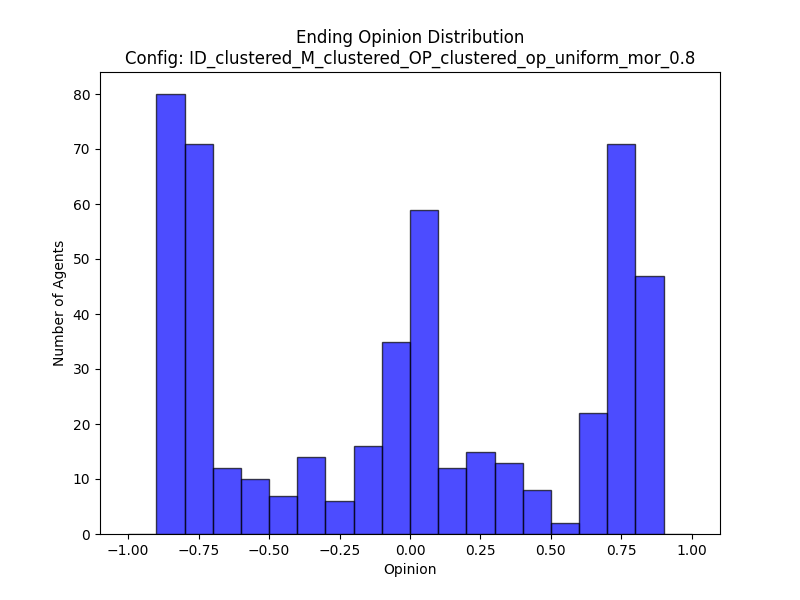 Ending Opinion Distribution
Config: ID_clustered_M_clustered_OP_clustered_op_uniform_mor_0.8
80
70
60
50
40
30
20
10
0
Number of Agents
−1.00 −0.75 −0.50 −0.25 0.00 0.25 0.50 0.75 1.00
Opinion